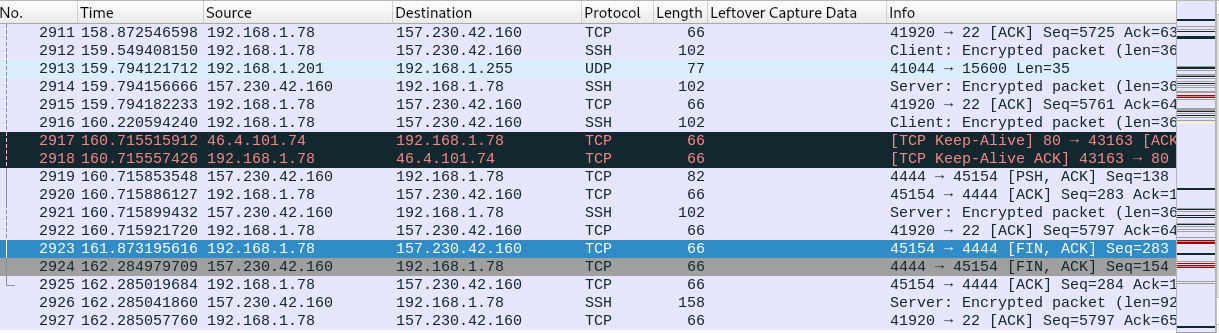 No. Time Source Destination Protocol Length Leftover Capture Data Info
2911 158.872546598 192.168.1.78 157.230.42.160 TCP 66 41920 → 22 [ACK] Seq=5725 Ack=63
2912 159.549408150 192.168.1.78 157.230.42.160 SSH 102 Client: Encrypted packet (len=36
2913 159.794121712 192.168.1.201 192.168.1.255 UDP 77 41044 → 15600 Len=35
2914 159.794156666 157.230.42.160 192.168.1.78 SSH 102 Server: Encrypted packet (len=36
2915 159.794182233 192.168.1.78 157.230.42.160 TCP 66 41920 → 22 [ACK] Seq=5761 Ack=64
2916 160.220594240 192.168.1.78 157.230.42.160 SSH 102 Client: Encrypted packet (len=36
2917 160.715515912 46.4.101.74 192.168.1.78 TCP 66 [TCP Keep-Alive] 80 → 43163 [ACK
2918 160.715557426 192.168.1.78 46.4.101.74 TCP 66 [TCP Keep-Alive ACK] 43163 → 80
2919 160.715853548 157.230.42.160 192.168.1.78 TCP 82 4444 → 45154 [PSH, ACK] Seq=138
2920 160.715886127 192.168.1.78 157.230.42.160 TCP 66 45154 → 4444 [ACK] Seq=283 Ack=1
2921 160.715899432 157.230.42.160 192.168.1.78 SSH 102 Server: Encrypted packet (len=36
2922 160.715921720 192.168.1.78 157.230.42.160 TCP 66 41920 → 22 [ACK] Seq=5797 Ack=64
2923 161.873195616 192.168.1.78 157.230.42.160 TCP 66 45154 → 4444 [FIN, ACK] Seq=283
2924 162.284979709 157.230.42.160 192.168.1.78 TCP 66 4444 → 45154 [FIN, ACK] Seq=154
2925 162.285019684 192.168.1.78 157.230.42.160 TCP 66 45154 → 4444 [ACK] Seq=284 Ack=1
2926 162.285041860 157.230.42.160 192.168.1.78 SSH 158 Server: Encrypted packet (len=92
2927 162.285057760 192.168.1.78 157.230.42.160 TCP 66 41920 → 22 [ACK] Seq=5797 Ack=65